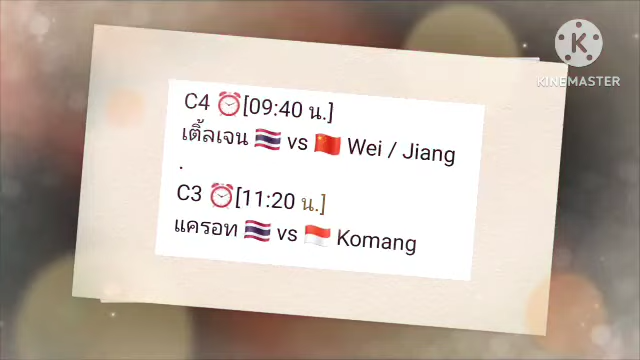 KINEMASTER
C4 ⏰[09:40 น.]
เติ้ลเจน 🇹🇭 vs 🇨🇳 Wei / Jiang
.
C3 ⏰[11:20 น.]
แครอท 🇹🇭 vs 🇮🇩 Komang